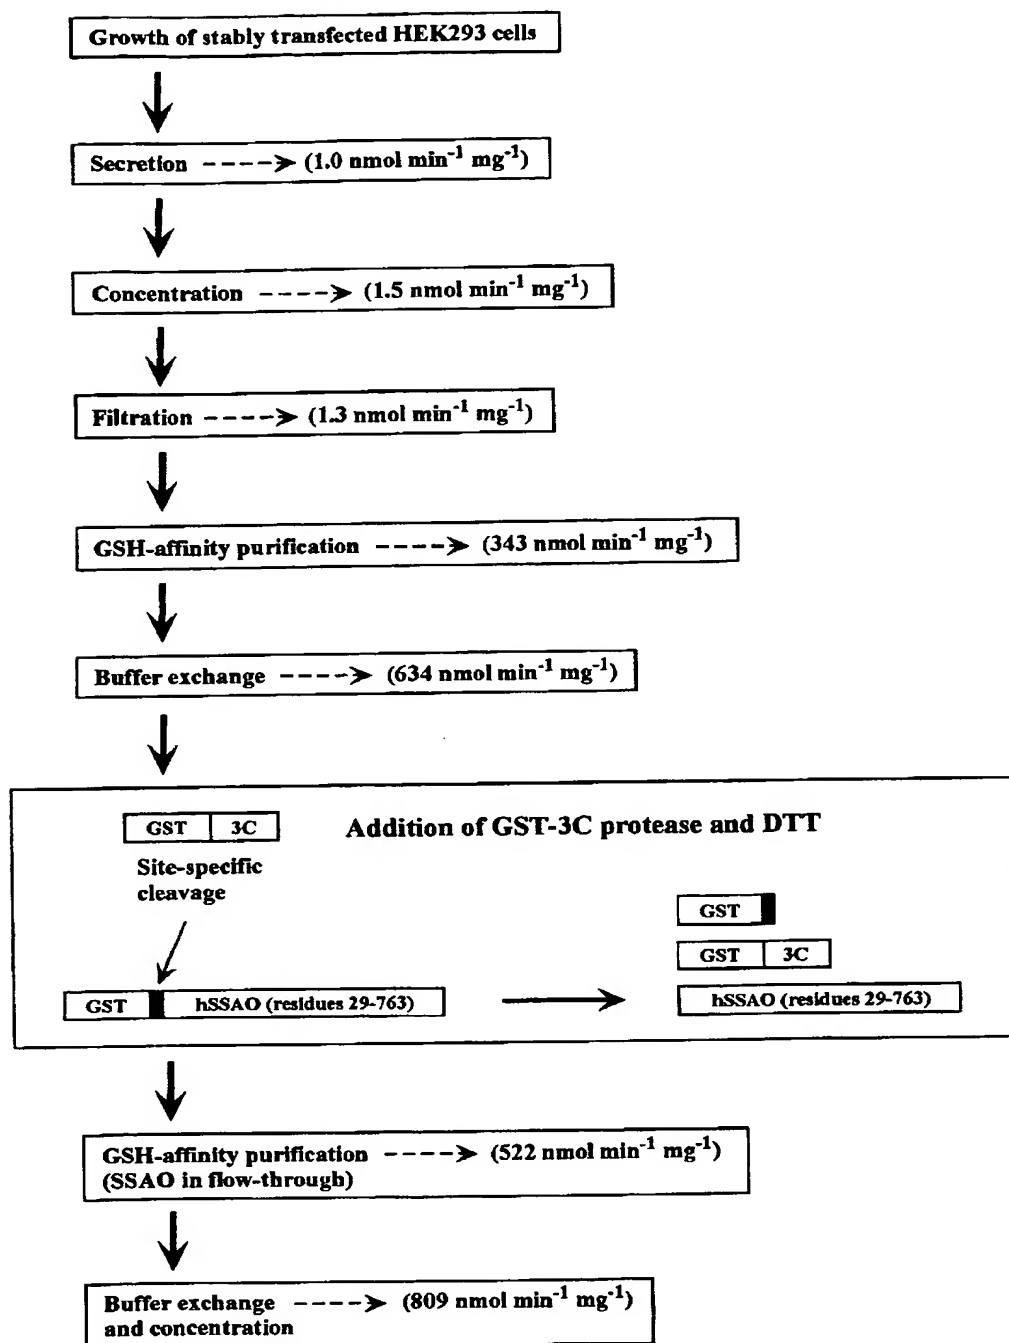 Growth of stably transfected HEK293 cells
Secretion ----> (1.0 nmol min⁻¹ mg⁻¹)
Concentration ----> (1.5 nmol min⁻¹ mg⁻¹)
Filtration ----> (1.3 nmol min⁻¹ mg⁻¹)
GSH-affinity purification ----> (343 nmol min⁻¹ mg⁻¹)
Buffer exchange ----> (634 nmol min⁻¹ mg⁻¹)
GST 3C Addition of GST-3C protease and DTT
Site-specific
cleavage
GST
GST 3C
GST hSSAO (residues 29-763)
hSSAO (residues 29-763)
GSH-affinity purification ----> (522 nmol min⁻¹ mg⁻¹)
(SSAO in flow-through)
Buffer exchange ----> (809 nmol min⁻¹ mg⁻¹)
and concentration